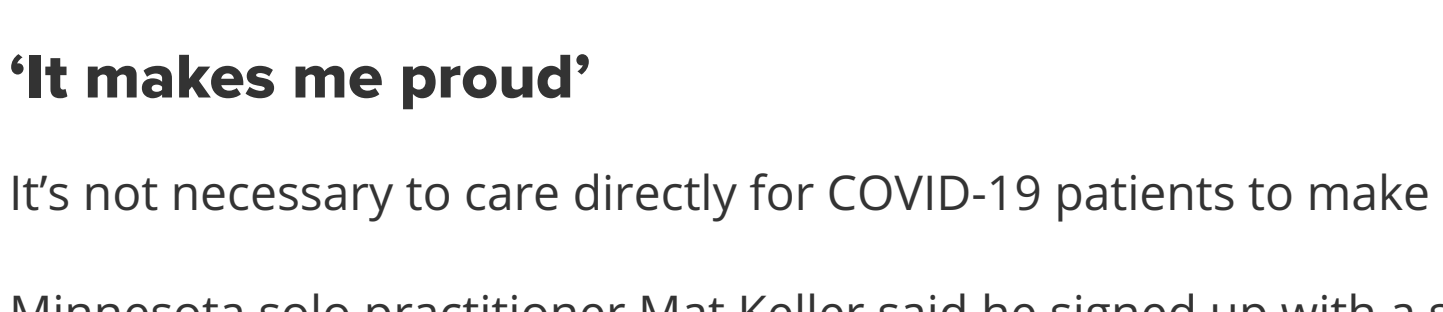 ‘It makes me proud’
It’s not necessary to care directly for COVID-19 patients to make
Minnesota solo practitioner Mat Keller said he signed up with a